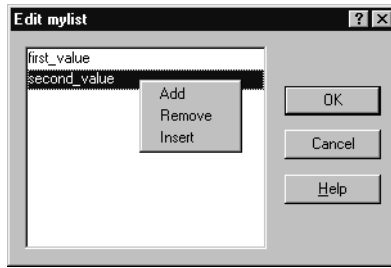 Edit mylist
first_value
second_value
Add
Remove
Insert
OK
Cancel
Help